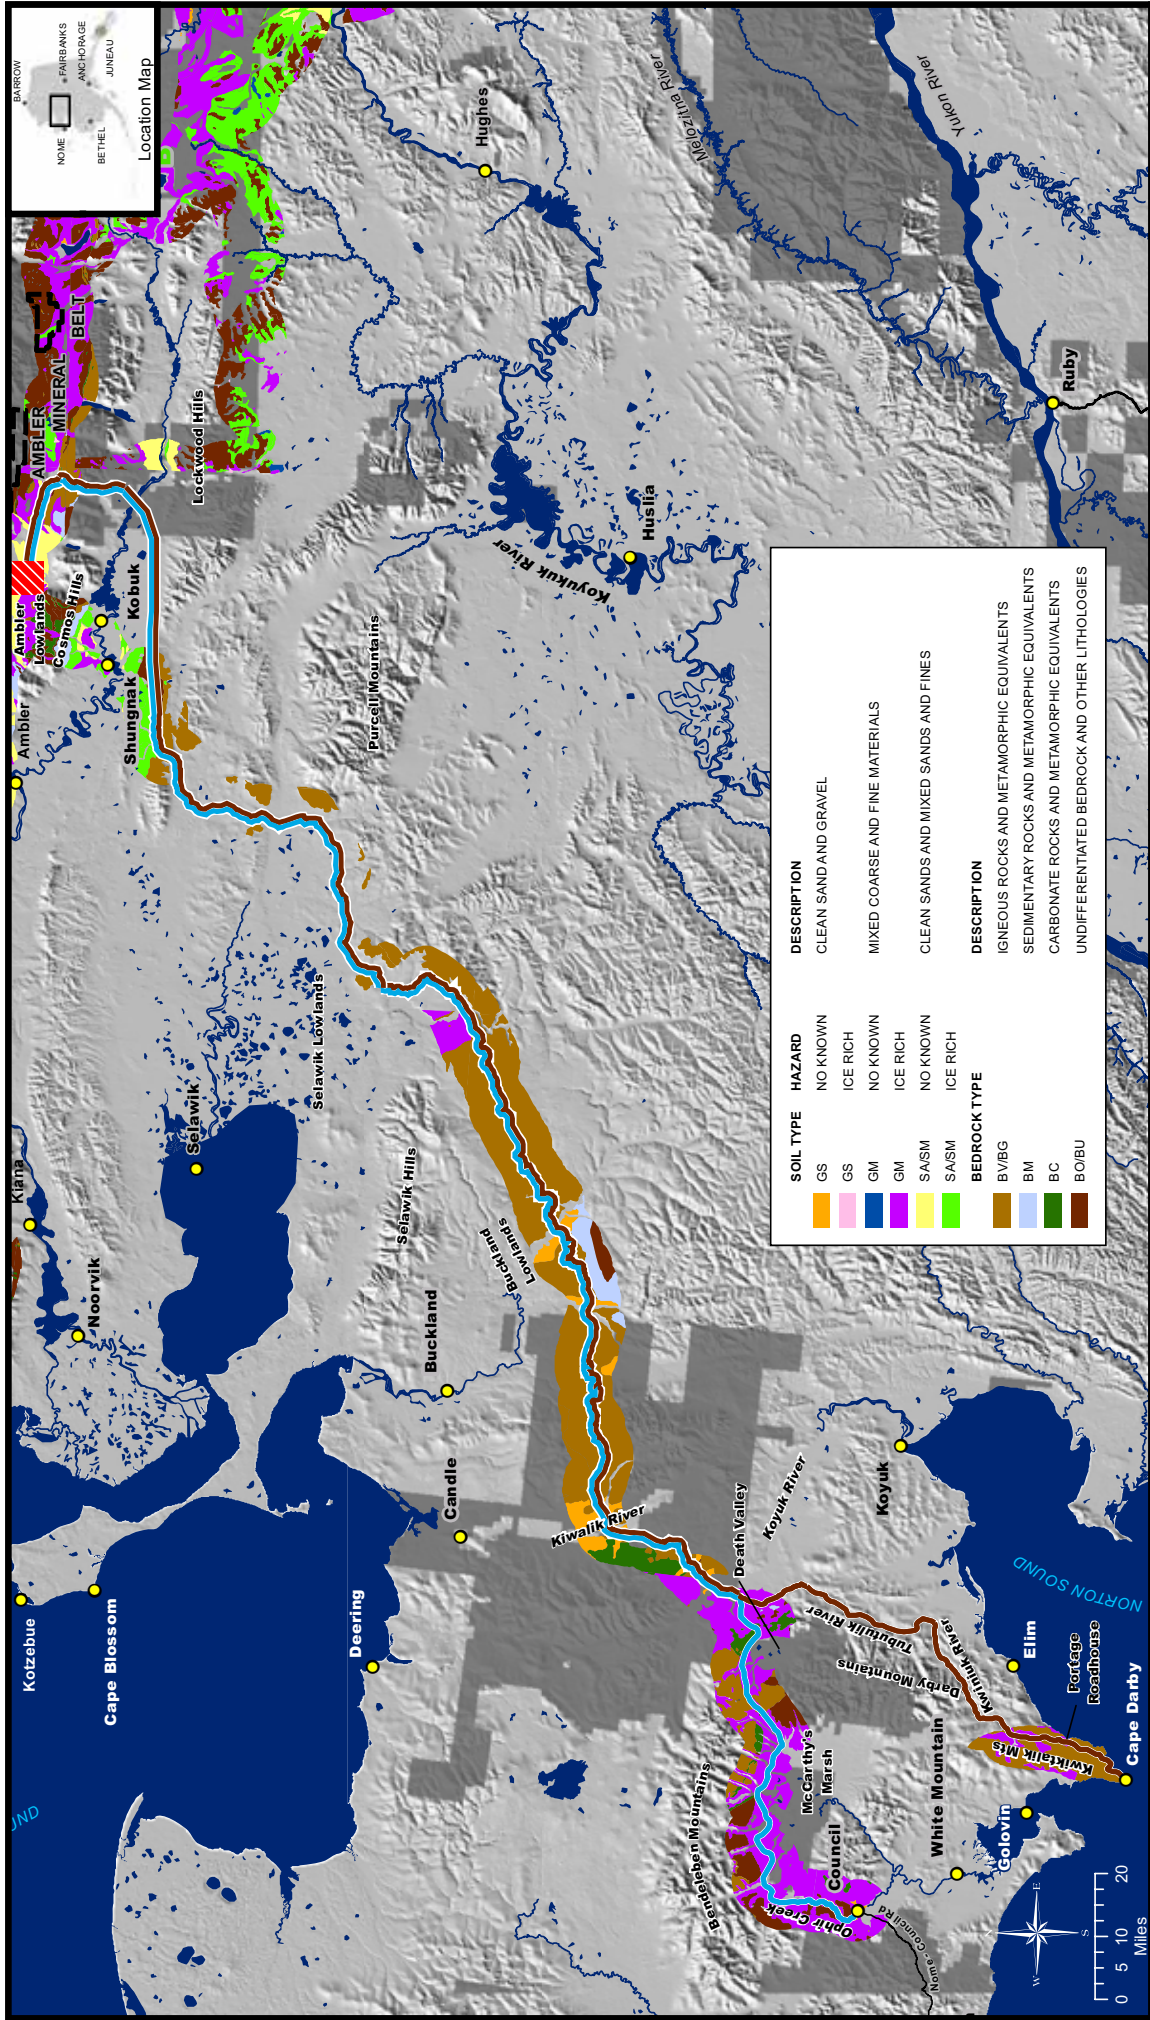 BARROW
NOME
FAIRBANKS
ANCHORAGE
BETHEL
JUNEAU
Location Map
Kiana
Noorvik
Kotzebue
Cape Blossom
UND
Ambler
Ambler
Lowlands
Cosmos Hills
AMBLER
MINERAL
BELT
Shungnak
Kobuk
Lockwood Hills
Hughes
Melozitna River
Yukon River
Selawik
Selawik Lowlands
Purcell Mountains
Koyukuk River
Huslia
Ruby
Selawik Hills
Buckland
Lowlands
Buckland
Candle
Deering
Kiwalik River
Death Valley
Koyuk River
Koyuk
NORTON SOUND
Tubutulik River
Darby Mountains
Kwiniuk River
Elim
Portage
Roadhouse
Kwiktalik Mts
Cape Darby
Bendeleben Mountains
McCarthy's
Marsh
Ophir Creek
Council
White Mountain
Golovin
Nome - Council Rd
SOIL TYPE HAZARD DESCRIPTION
GS NO KNOWN CLEAN SAND AND GRAVEL
GS ICE RICH
GM NO KNOWN MIXED COARSE AND FINE MATERIALS
GM ICE RICH
SA/SM NO KNOWN CLEAN SANDS AND MIXED SANDS AND FINES
SA/SM ICE RICH
BEDROCK TYPE DESCRIPTION
BV/BG IGNEOUS ROCKS AND METAMORPHIC EQUIVALENTS
BM SEDIMENTARY ROCKS AND METAMORPHIC EQUIVALENTS
BC CARBONATE ROCKS AND METAMORPHIC EQUIVALENTS
BO/BU UNDIFFERENTIATED BEDROCK AND OTHER LITHOLOGIES
W
E
S
0 5 10 20
Miles